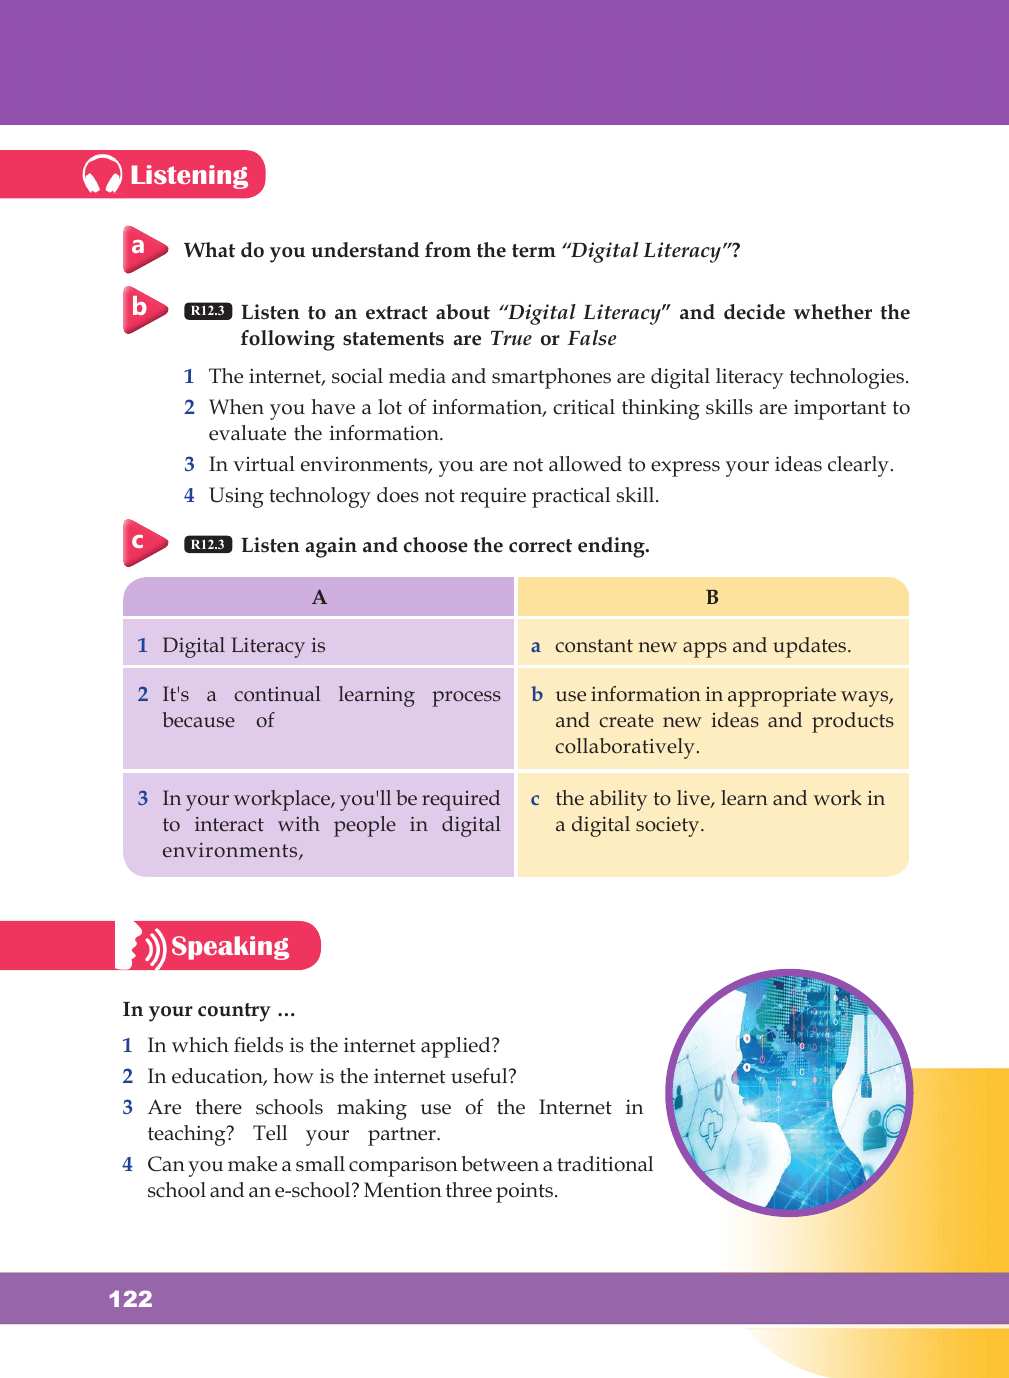 Listening
a
What do you understand from the term “Digital Literacy”?
b
R12.3 Listen to an extract about “Digital Literacy” and decide whether the
following statements are True or False
1 The internet, social media and smartphones are digital literacy technologies.
2 When you have a lot of information, critical thinking skills are important to
evaluate the information.
3 In virtual environments, you are not allowed to express your ideas clearly.
4 Using technology does not require practical skill.
c
R12.3 Listen again and choose the correct ending.
A
B
1 Digital Literacy is
a constant new apps and updates.
2 It's a continual learning process
because of
b use information in appropriate ways,
and create new ideas and products
collaboratively.
3 In your workplace, you'll be required
to interact with people in digital
environments,
c the ability to live, learn and work in
a digital society.
Speaking
In your country …
1 In which fields is the internet applied?
2 In education, how is the internet useful?
3 Are there schools making use of the Internet in
teaching? Tell your partner.
4 Can you make a small comparison between a traditional
school and an e-school? Mention three points.
122